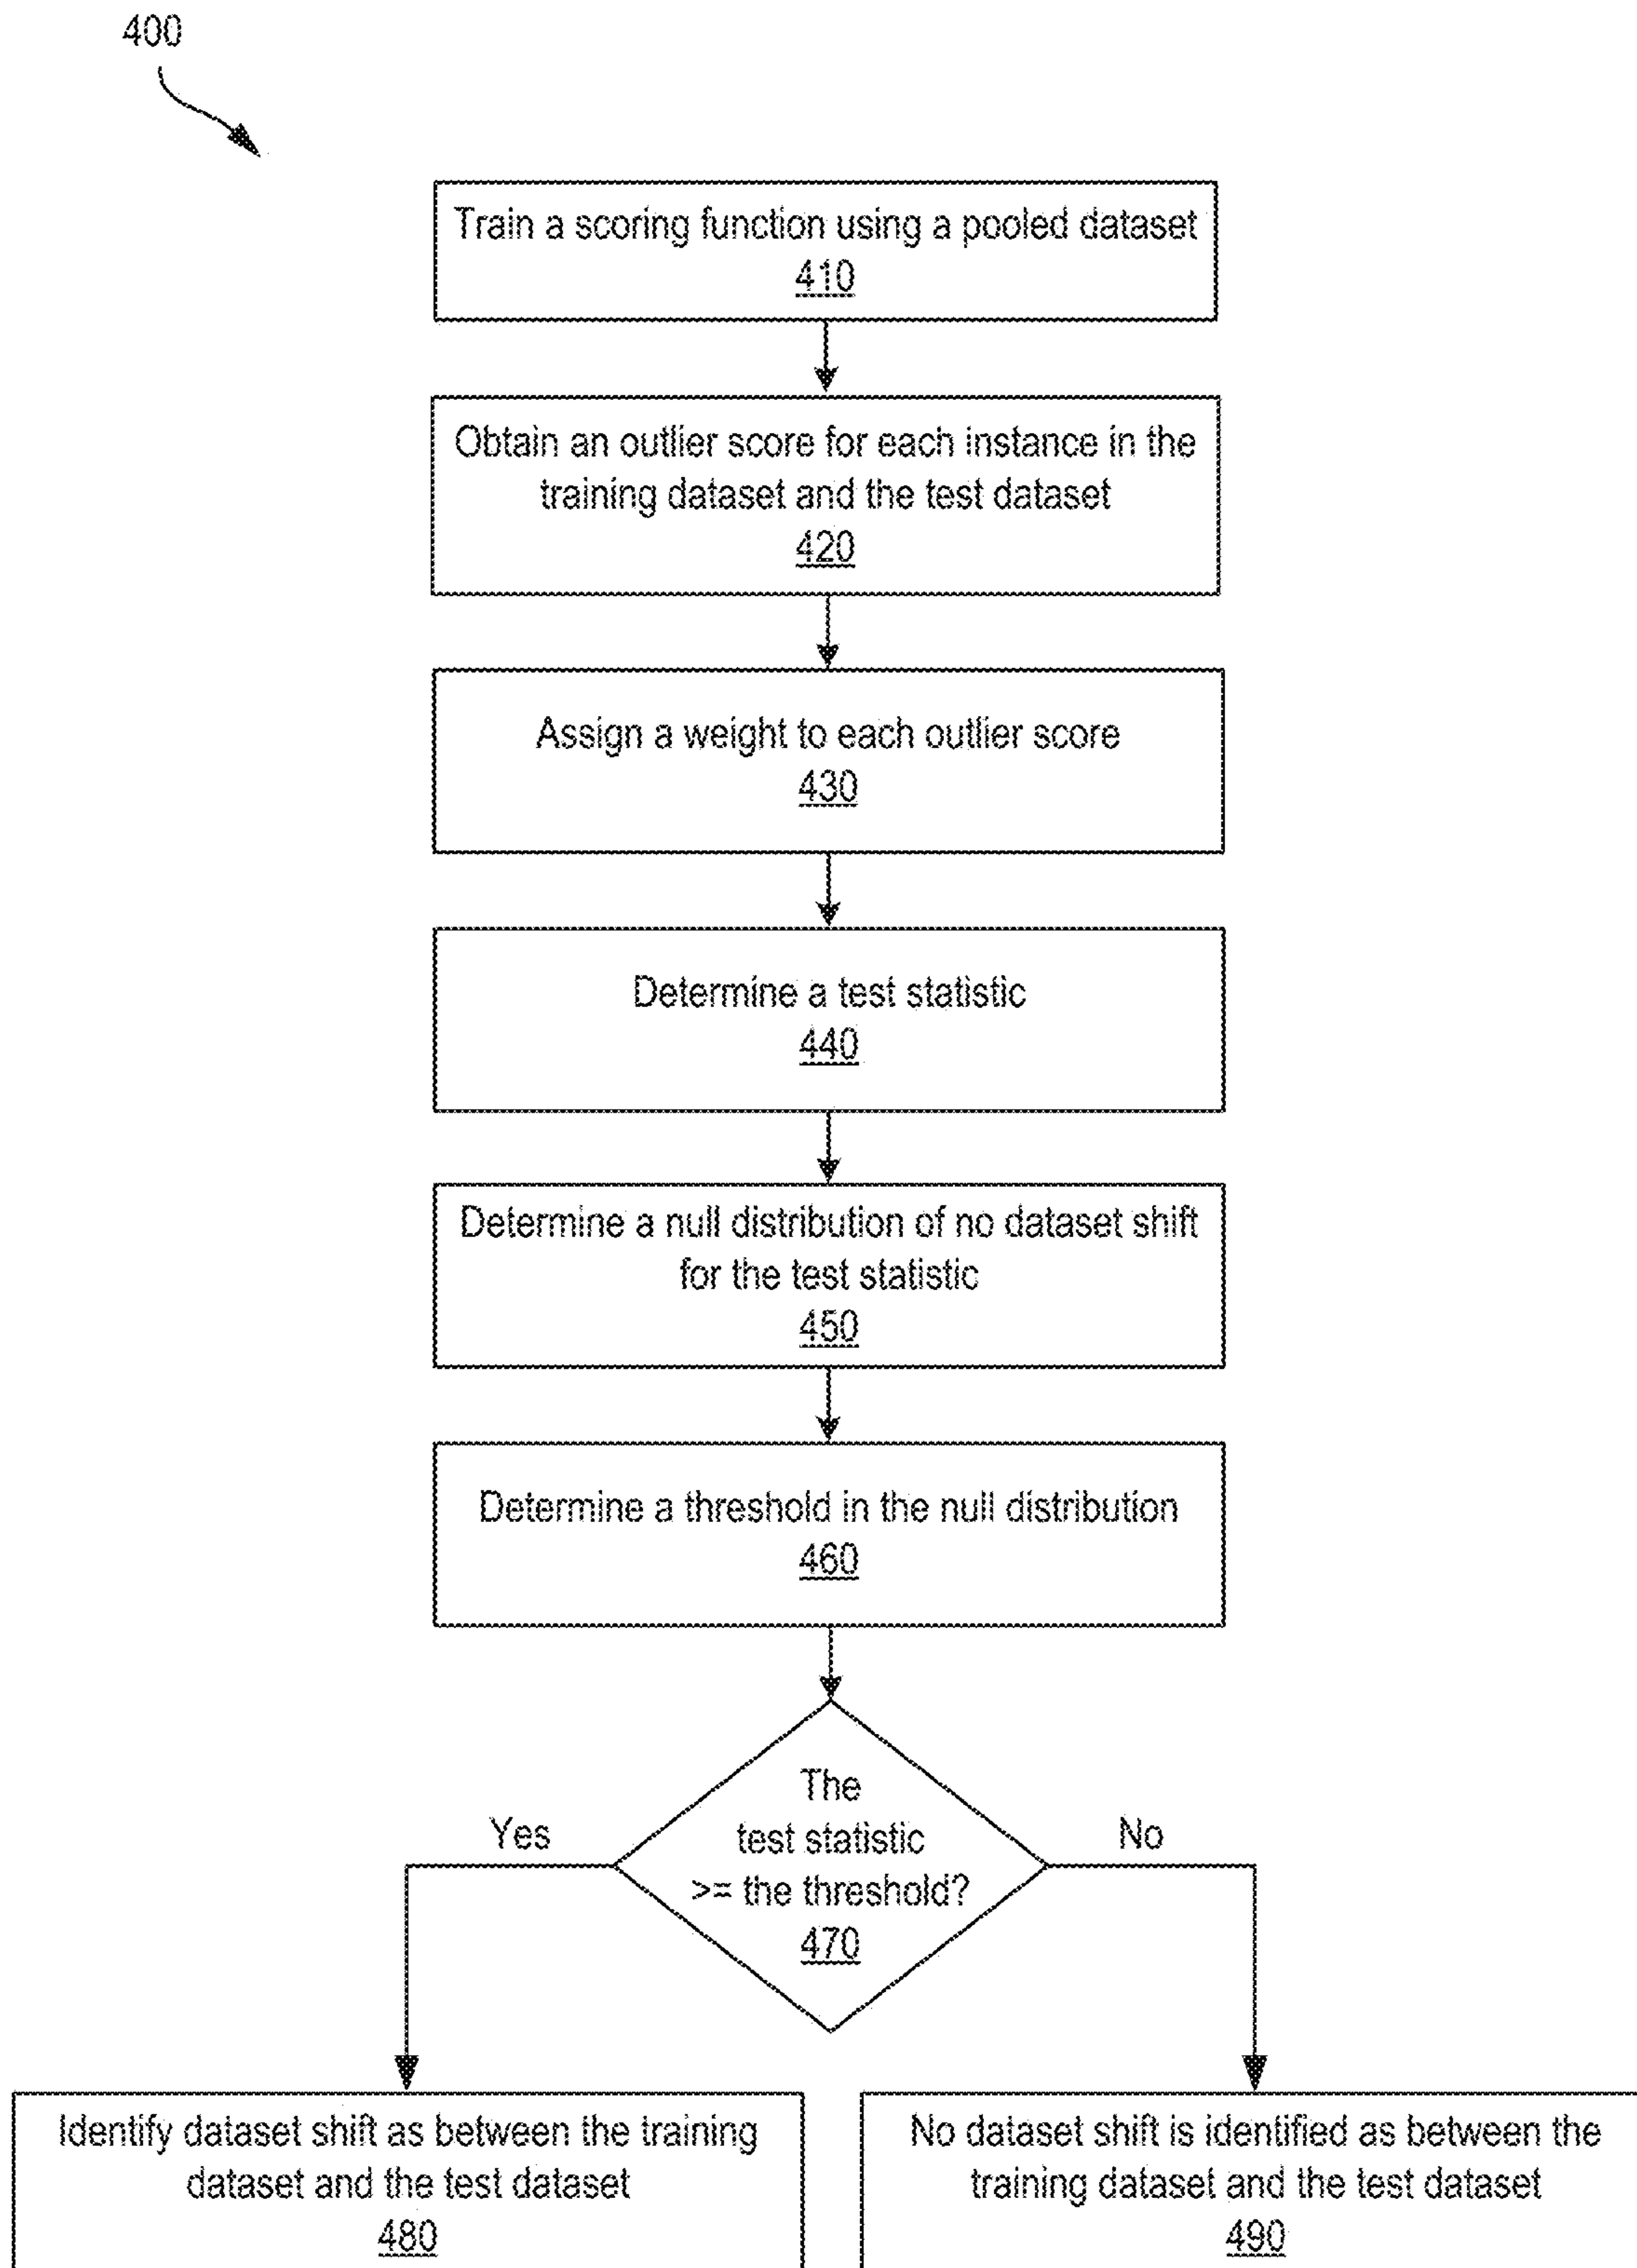 400
Train a scoring function using a pooled dataset
410
Obtain an outlier score for each instance in the
training dataset and the test dataset
420
Assign a weight to each outlier score
430
Determine a test statistic
440
Determine a null distribution of no dataset shift
for the test statistic
450
Determine a threshold in the null distribution
460
The
test statistic
>= the threshold?
470
Yes
No
Identify dataset shift as between the training
dataset and the test dataset
480
No dataset shift is identified as between the
training dataset and the test dataset
490